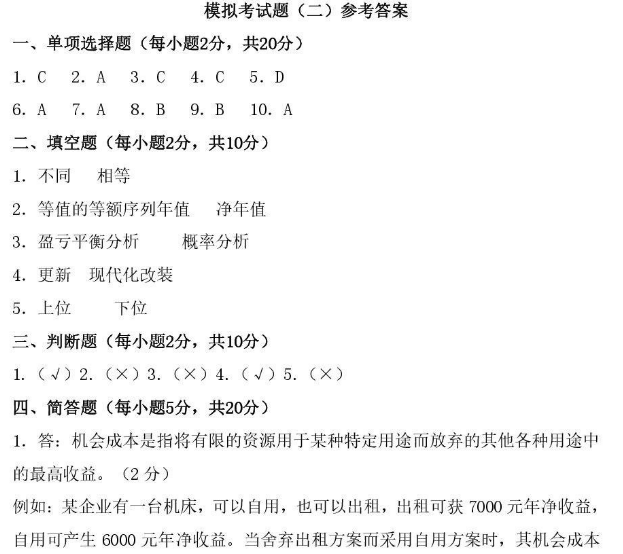 模拟考试题（二）参考答案
一、单项选择题（每小题2分，共20分）
1. C 2. A 3. C 4. C 5. D
6. A 7. A 8. B 9. B 10. A
二、填空题（每小题2分，共10分）
1. 不同 相等
2. 等值的等额序列年值 净年值
3. 盈亏平衡分析 概率分析
4. 更新 现代化改装
5. 上位 下位
三、判断题（每小题2分，共10分）
1. （√）2. （×）3. （×）4. （√）5. （×）
四、简答题（每小题5分，共20分）
1. 答：机会成本是指将有限的资源用于某种特定用途而放弃的其他各种用途中
的最高收益。（2 分）
例如：某企业有一台机床，可以自用，也可以出租，出租可获 7000 元年净收益，
自用可产生 6000 元年净收益。当舍弃出租方案而采用自用方案时，其机会成本